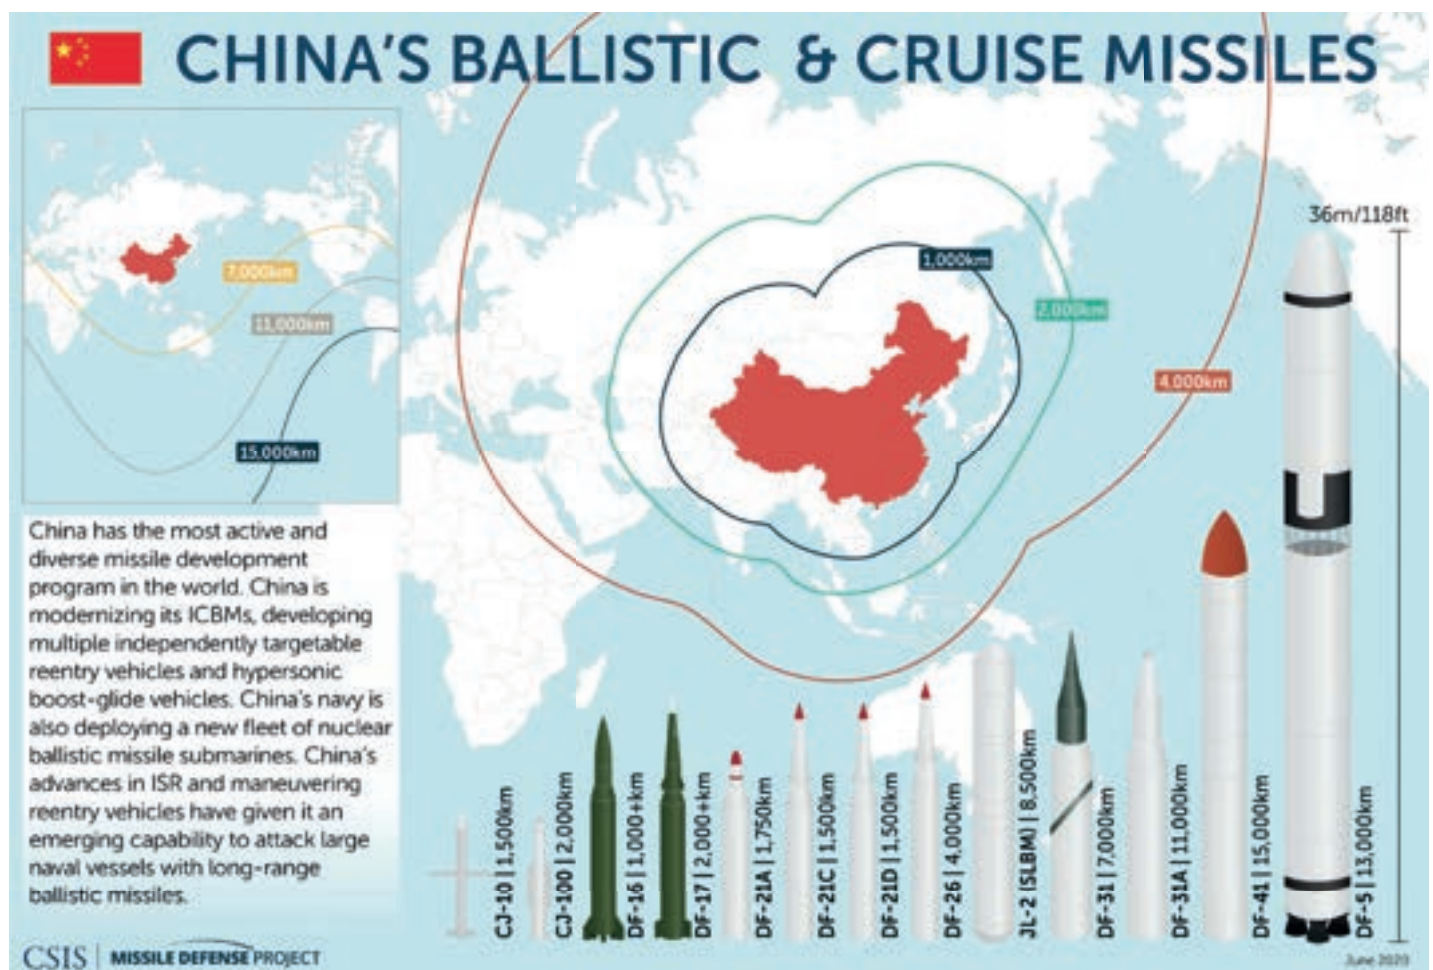 CHINA'S BALLISTIC & CRUISE MISSILES
7,000km
11,000km
15,000km
1,000km
2,000km
4,000km
36m/118ft
China has the most active and
diverse missile development
program in the world. China is
modernizing its ICBMs, developing
multiple independently targetable
reentry vehicles and hypersonic
boost-glide vehicles. China's navy is
also deploying a new fleet of nuclear
ballistic missile submarines. China's
advances in ISR and maneuvering
reentry vehicles have given it an
emerging capability to attack large
naval vessels with long-range
ballistic missiles.
CJ-10 | 1,500km
CJ-100 | 2,000km
DF-16 | 1,000+km
DF-17 | 2,000+km
DF-21A | 1,750km
DF-21C | 1,500km
DF-21D | 1,500km
DF-26 | 4,000km
JL-2 (SLBM) | 8,500km
DF-31 | 7,000km
DF-31A | 11,000km
DF-41 | 15,000km
DF-5 | 13,000km
CSIS | MISSILE DEFENSE PROJECT
June 2020